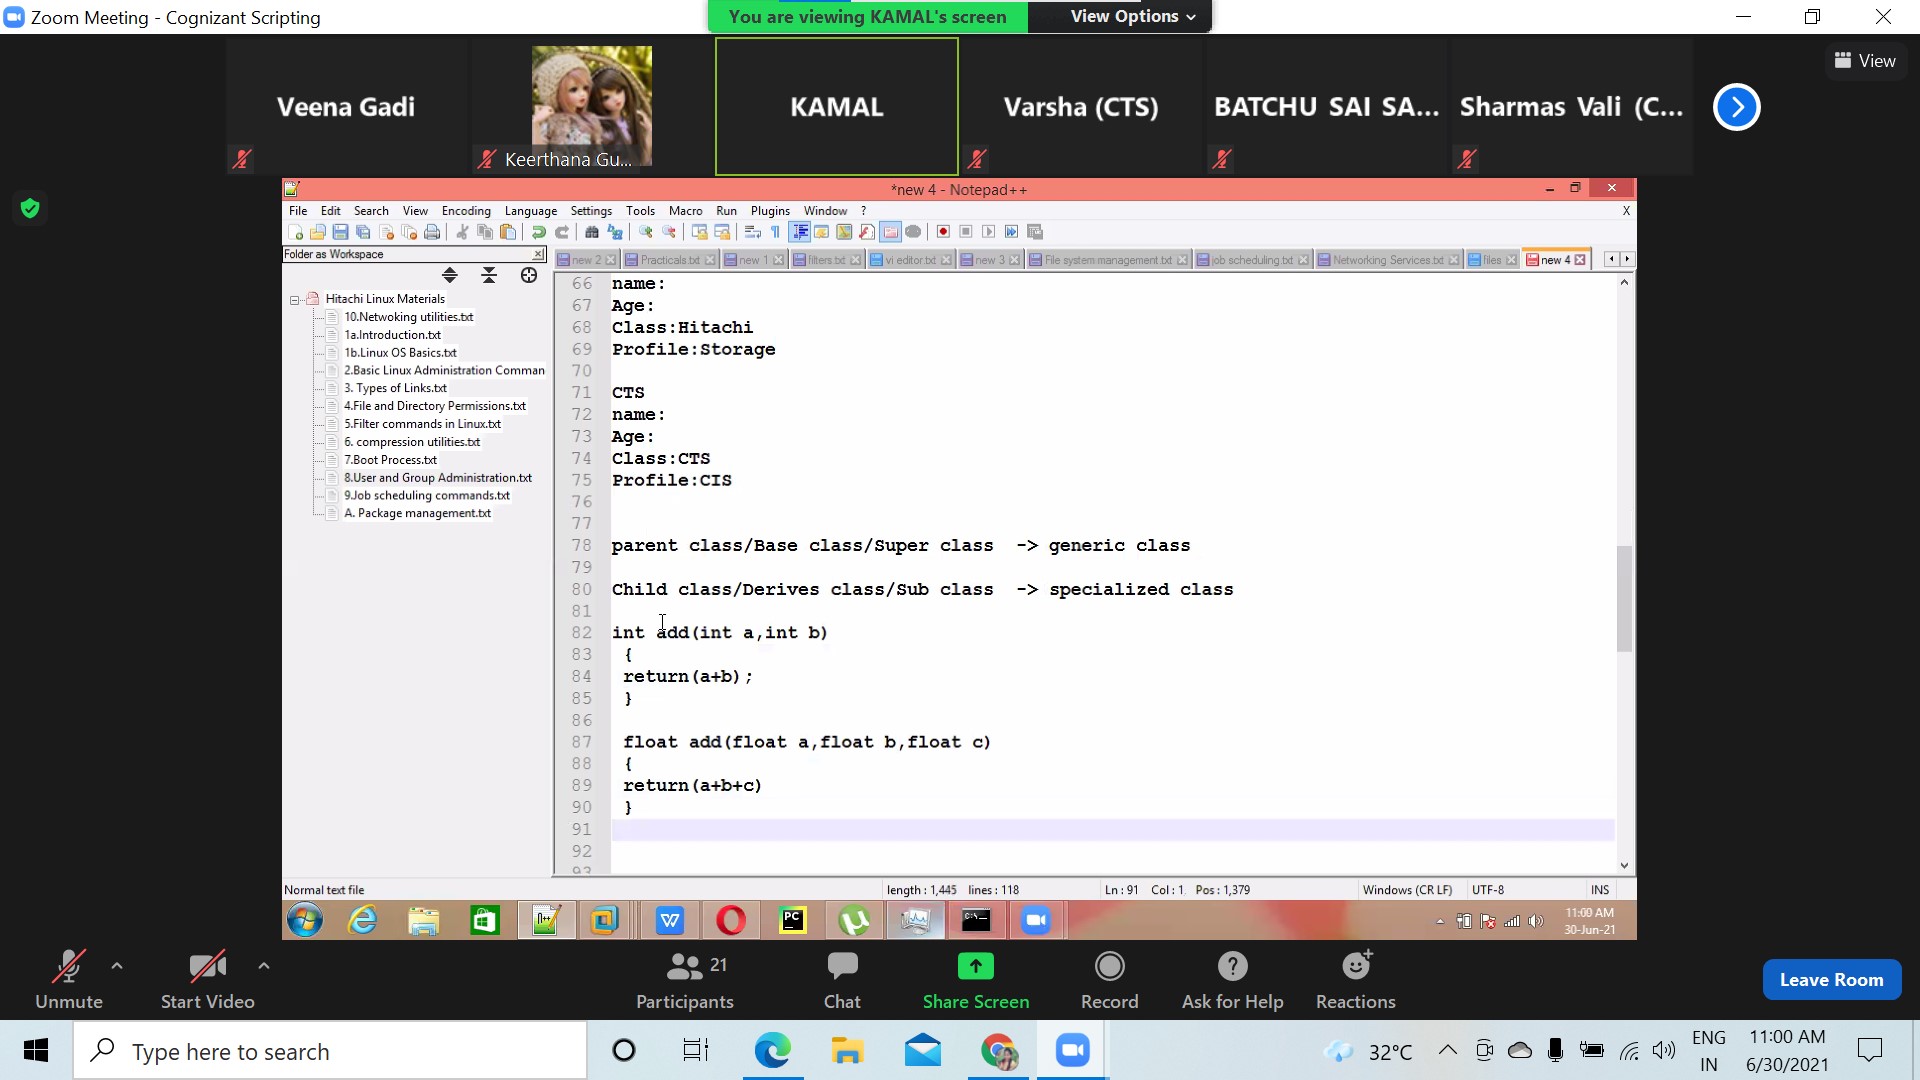 Zoom Meeting - Cognizant Scripting
You are viewing KAMAL's screen
View Options
View
Veena Gadi
Keerthana Gu...
KAMAL
Varsha (CTS)
BATCHU SAI SA...
Sharmas Vali (C...
*new 4 - Notepad++
File Edit Search View Encoding Language Settings Tools Macro Run Plugins Window ?
X
Folder as Workspace
new 2
Practicals.txt
new 1
filters.txt
vi editor.txt
new 3
File system management.txt
job scheduling.txt
Networking Services.txt
files
new 4
Hitachi Linux Materials
10.Netwoking utilities.txt
1a.Introduction.txt
1b.Linux OS Basics.txt
2.Basic Linux Administration Comman
3. Types of Links.txt
4.File and Directory Permissions.txt
5.Filter commands in Linux.txt
6. compression utilities.txt
7.Boot Process.txt
8.User and Group Administration.txt
9.Job scheduling commands.txt
A. Package management.txt
66 name:
67 Age:
68 Class:Hitachi
69 Profile:Storage
70
71 CTS
72 name:
73 Age:
74 Class:CTS
75 Profile:CIS
76
77
78 parent class/Base class/Super class -> generic class
79
80 Child class/Derives class/Sub class -> specialized class
81
82 int add(int a,int b)
83 {
84 return(a+b);
85 }
86
87 float add(float a,float b,float c)
88 {
89 return(a+b+c)
90 }
91
92
93
Normal text file
length : 1,445 lines : 118
Ln : 91 Col : 1 Pos : 1,379
Windows (CR LF)
UTF-8
INS
PC
11:00 AM
30-Jun-21
Unmute
Start Video
21
Participants
Chat
Share Screen
Record
Ask for Help
Reactions
Leave Room
Type here to search
32°C
ENG
IN
11:00 AM
6/30/2021